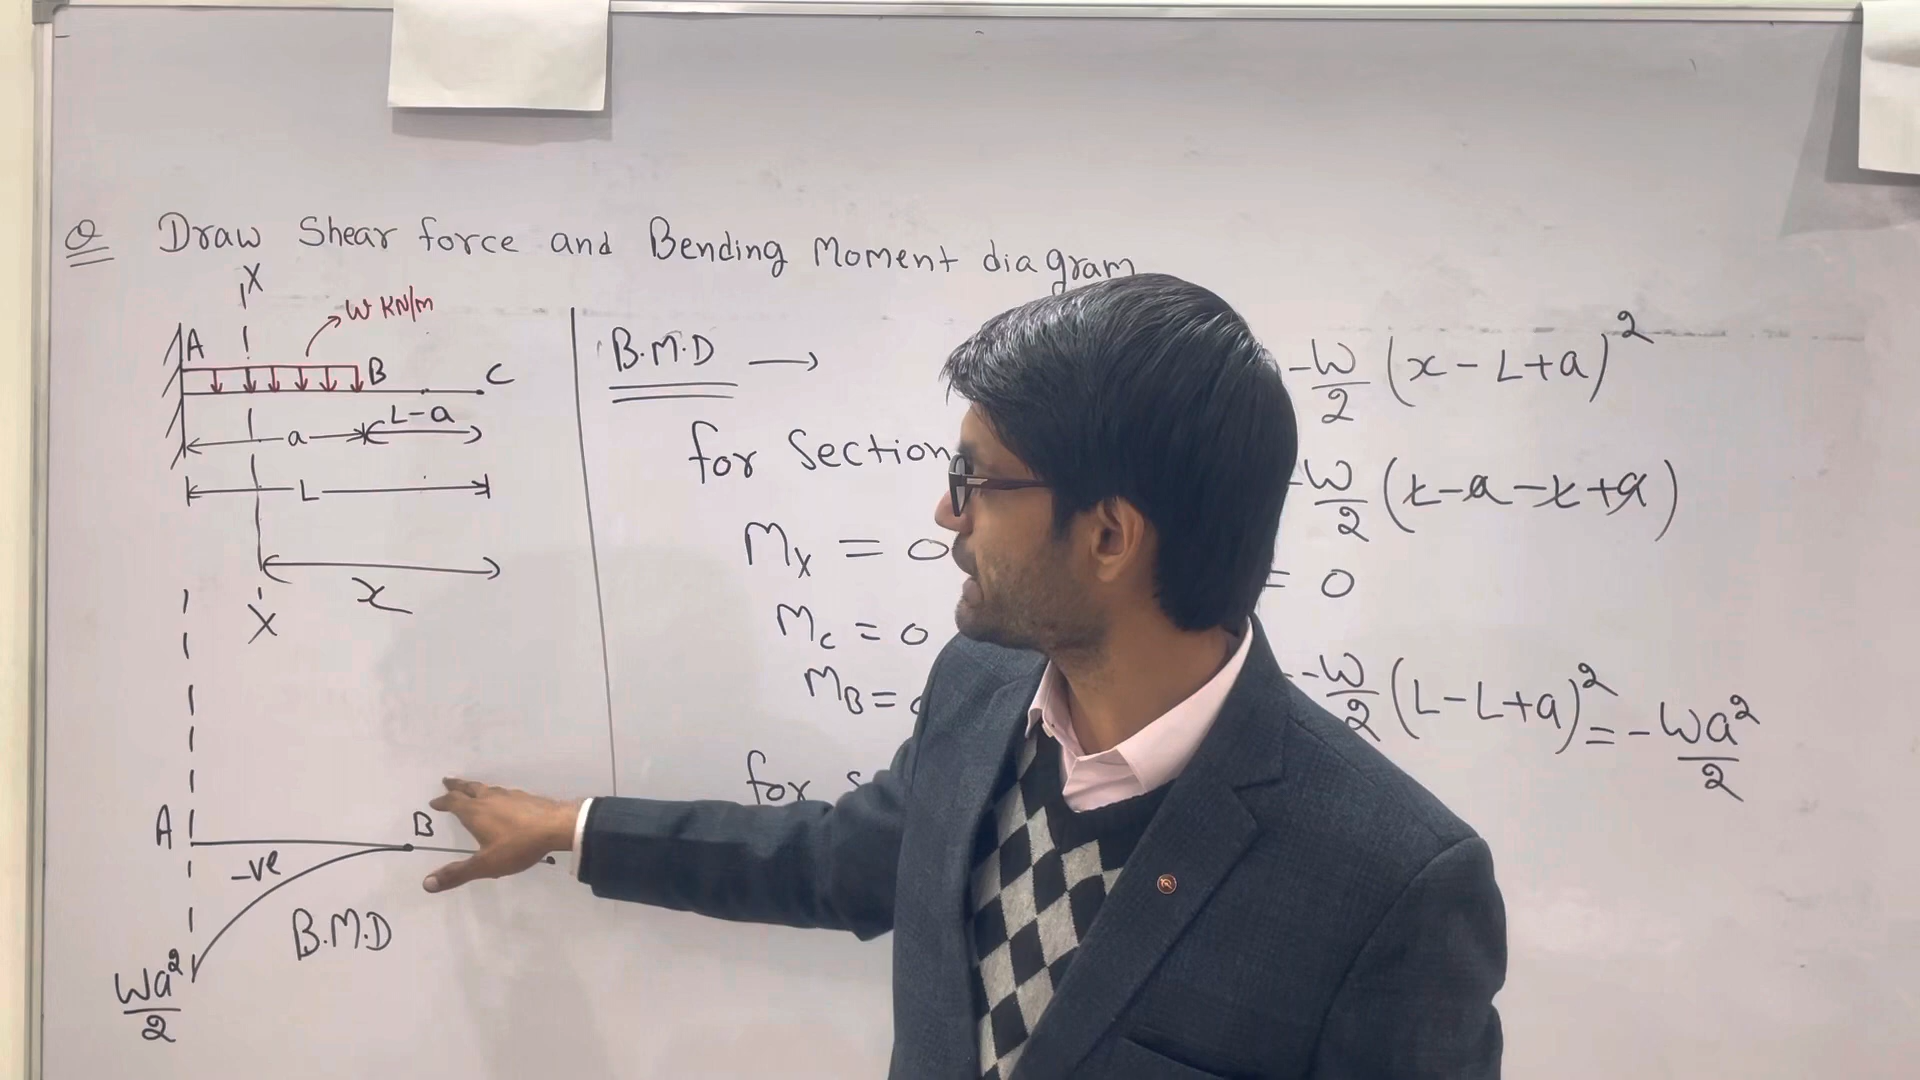 Q Draw Shear force and Bending Moment diagram
X
W KN/m
A
B
C
a
L-a
L
x
X
A
B
-ve
B.M.D
Wa²/2
B.M.D →
for Section
Mx = 0
Mc = 0
MB =
for
-W/2 (x-L+a)²
-W/2 (L-a-L+a)
= 0
-W/2 (L-L+a)² = -Wa²/2